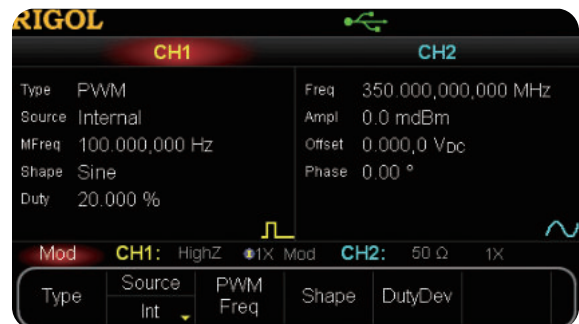 RIGOL
CH1 CH2
Type PWM
Source Internal
MFreq 100.000,000 Hz
Shape Sine
Duty 20.000 %
Freq 350.000,000,000 MHz
Ampl 0.0 mdBm
Offset 0.000,0 VDC
Phase 0.00 °
Mod CH1: HighZ 1X Mod CH2: 50 Ω 1X
Type Source Int PWM Freq Shape DutyDev